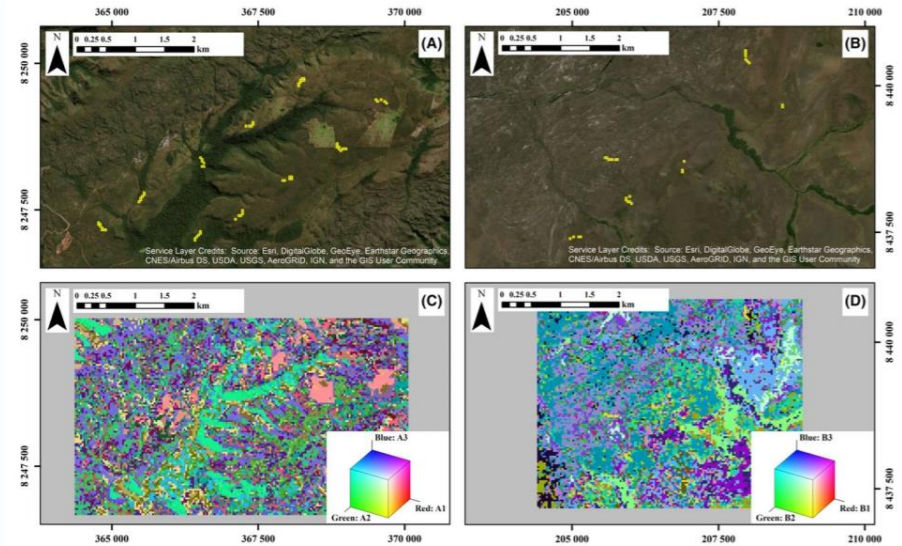 365 000 367 500 370 000
205 000 207 500 210 000
N
0 0.25 0.5 1 1.5 2
km
(A)
8 250 000
8 247 500
Service Layer Credits: Source: Esri, DigitalGlobe, GeoEye, Earthstar Geographics,
CNES/Airbus DS, USDA, USGS, AeroGRID, IGN, and the GIS User Community
N
0 0.25 0.5 1 1.5 2
km
(B)
8 440 000
8 437 500
Service Layer Credits: Source: Esri, DigitalGlobe, GeoEye, Earthstar Geographics,
CNES/Airbus DS, USDA, USGS, AeroGRID, IGN, and the GIS User Community
N
0 0.25 0.5 1 1.5 2
km
(C)
8 250 000
8 247 500
Blue: A3
Green: A2
Red: A1
N
0 0.25 0.5 1 1.5 2
km
(D)
8 440 000
8 437 500
Blue: B3
Green: B2
Red: B1
365 000 367 500 370 000
205 000 207 500 210 000